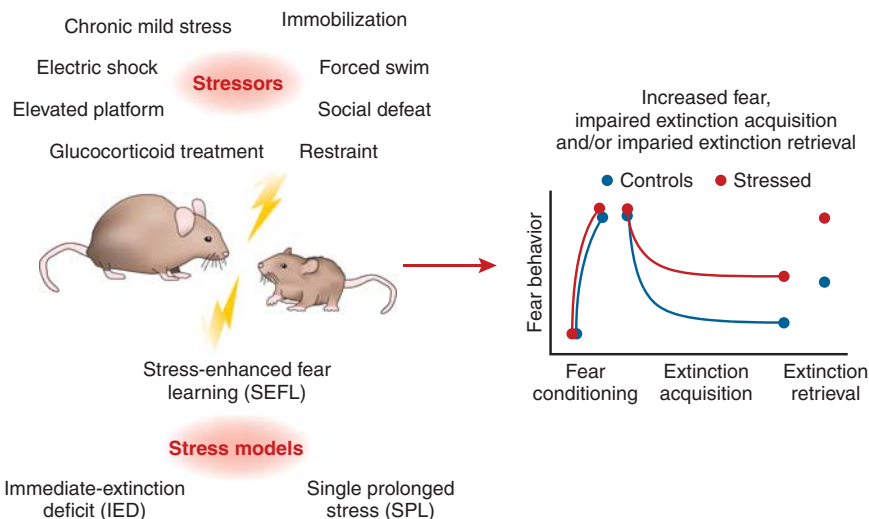 Chronic mild stress
Immobilization
Electric shock
Stressors
Forced swim
Elevated platform
Social defeat
Glucocorticoid treatment
Restraint
Stress-enhanced fear
learning (SEFL)
Stress models
Immediate-extinction
deficit (IED)
Single prolonged
stress (SPL)
Increased fear,
impaired extinction acquisition
and/or imparied extinction retrieval
Controls
Stressed
Fear behavior
Fear
conditioning
Extinction
acquisition
Extinction
retrieval